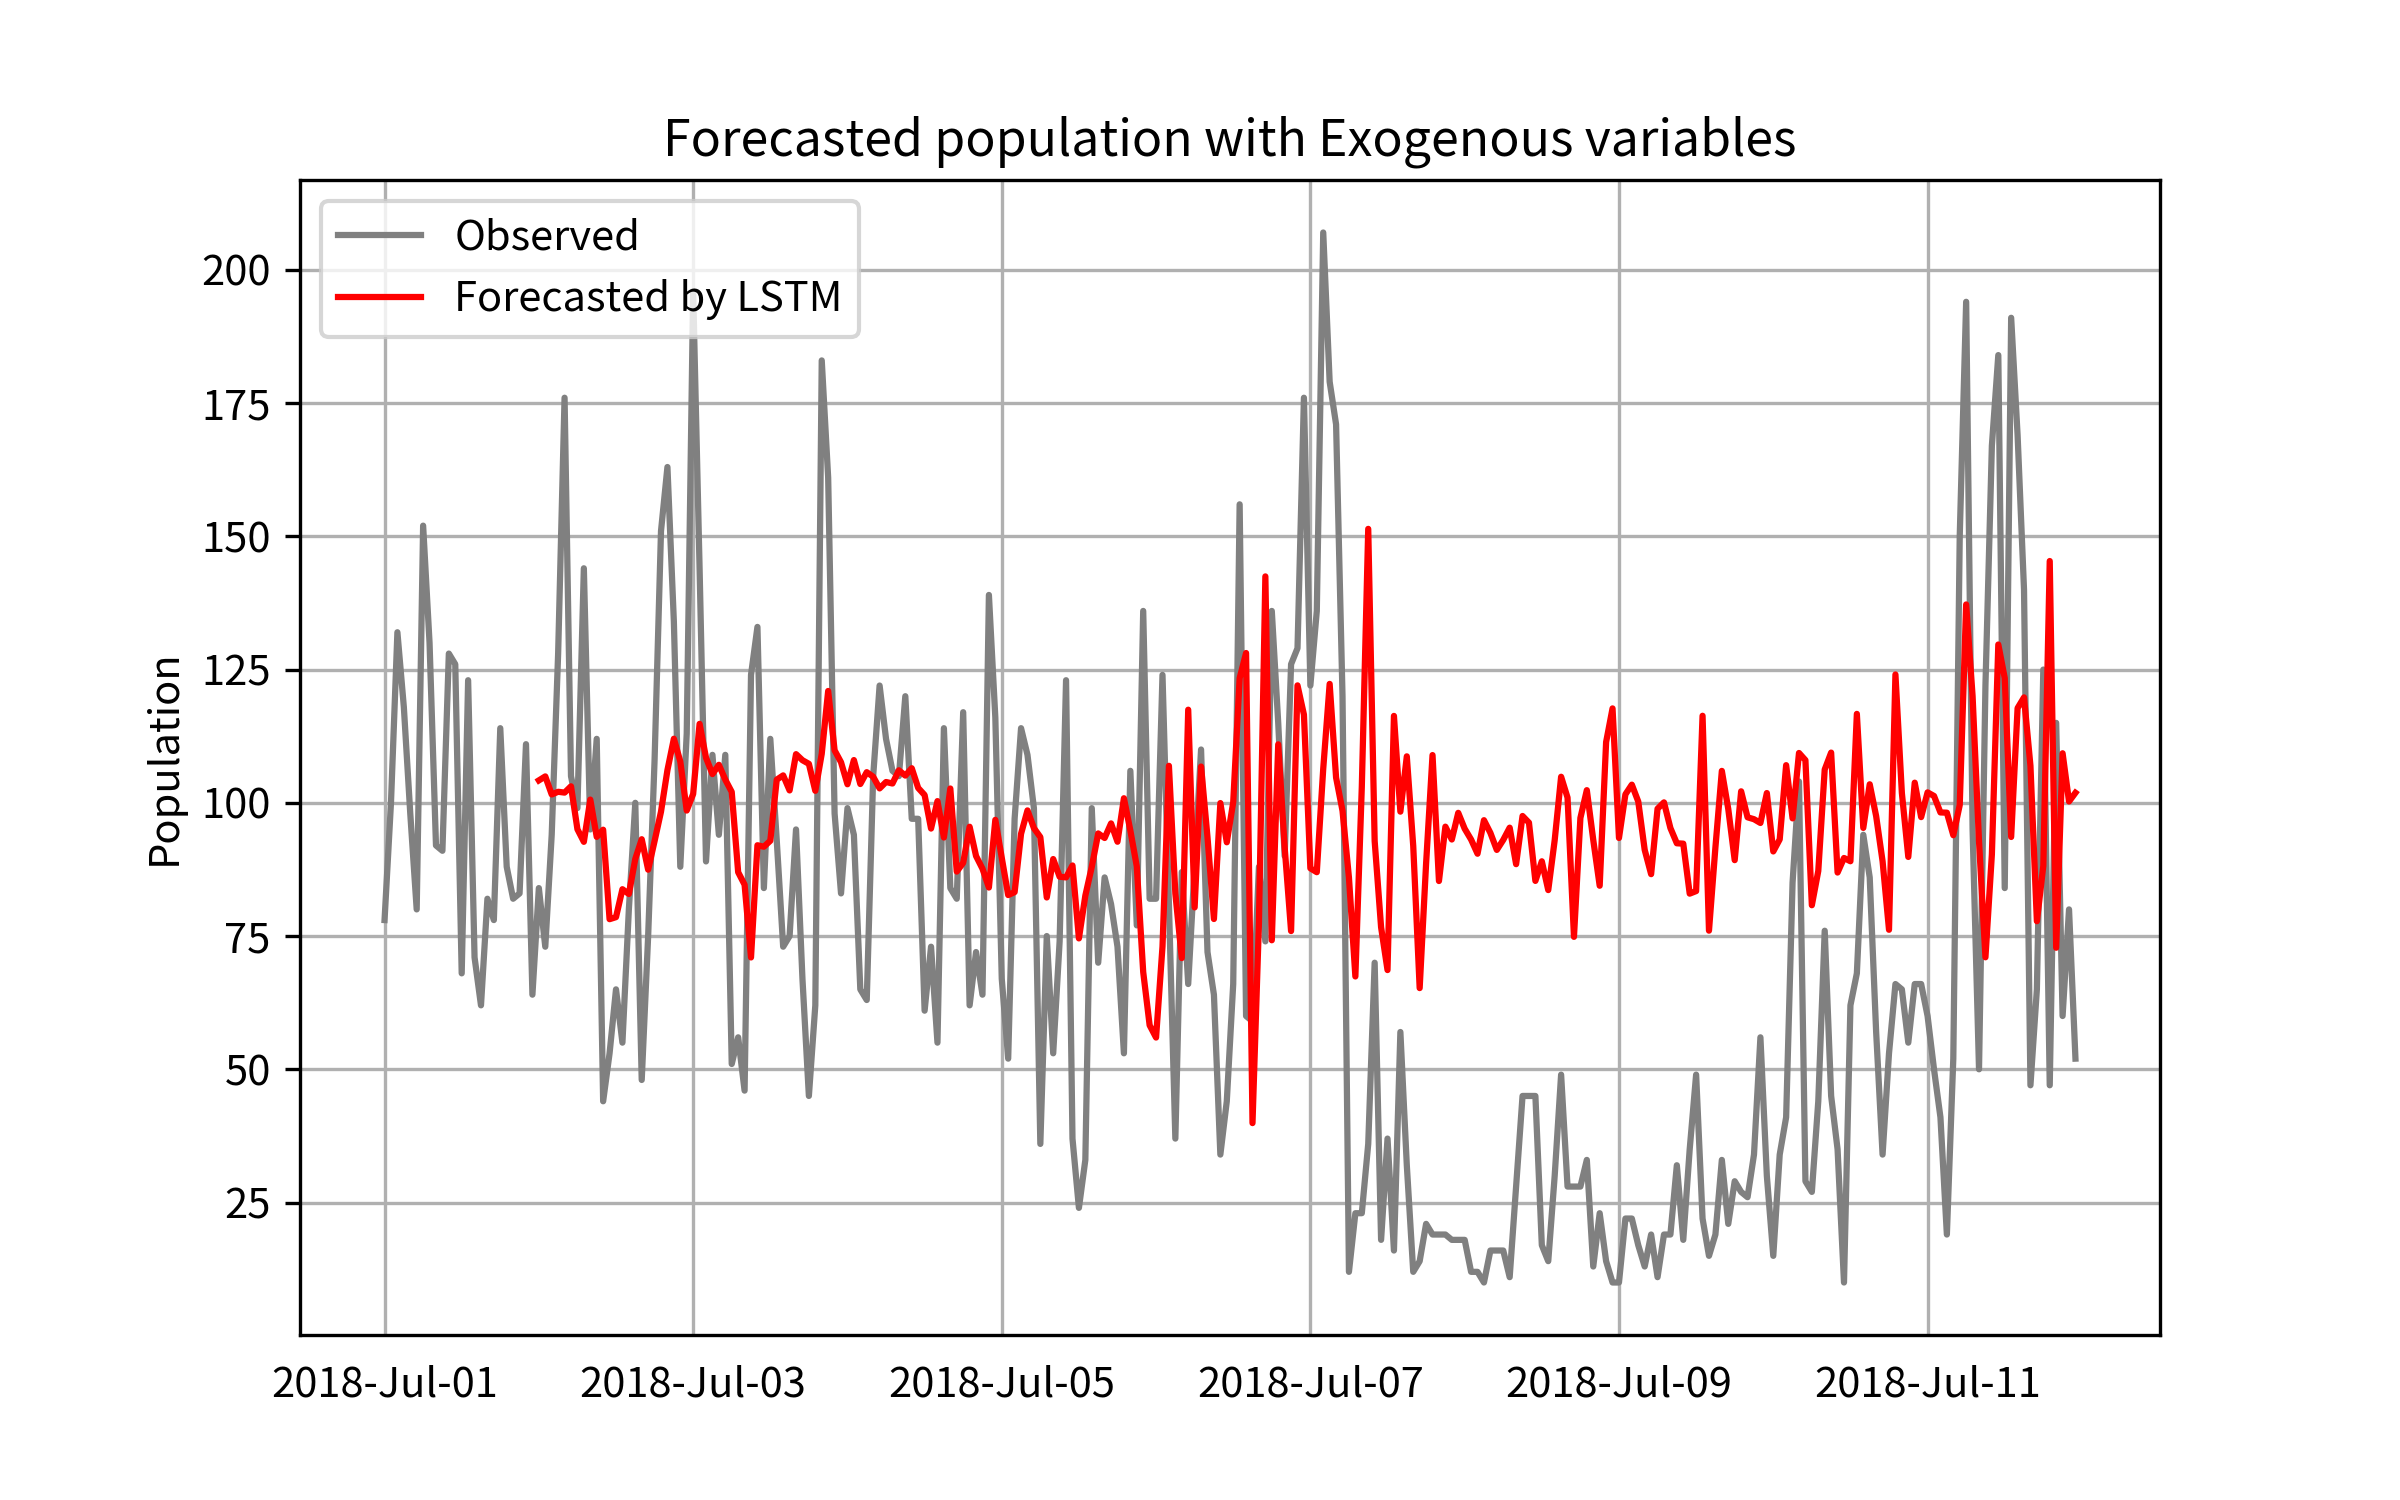 Forecasted population with Exogenous variables
Observed
Forecasted by LSTM
Population
200
175
150
125
100
75
50
25
2018-Jul-01
2018-Jul-03
2018-Jul-05
2018-Jul-07
2018-Jul-09
2018-Jul-11